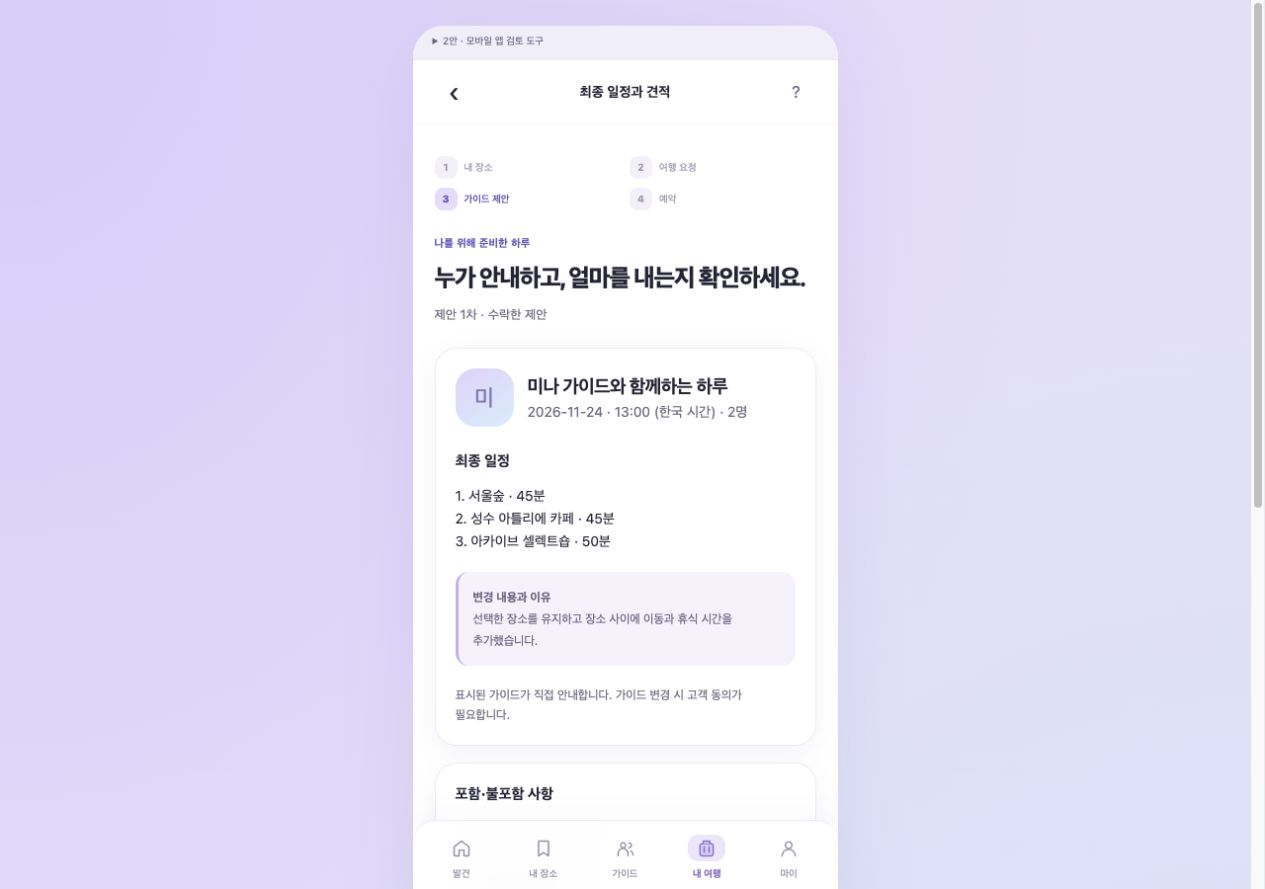 ▶ 2안 · 모바일 앱 검토 도구
‹ 최종 일정과 견적 ?
1 내 장소 2 여행 요청
3 가이드 제안 4 예약
나를 위해 준비한 하루
누가 안내하고, 얼마를 내는지 확인하세요.
제안 1차 · 수락한 제안
미 미나 가이드와 함께하는 하루
2026-11-24 · 13:00 (한국 시간) · 2명
최종 일정
1. 서울숲 · 45분
2. 성수 아틀리에 카페 · 45분
3. 아카이브 셀렉트숍 · 50분
변경 내용과 이유
선택한 장소를 유지하고 장소 사이에 이동과 휴식 시간을
추가했습니다.
표시된 가이드가 직접 안내합니다. 가이드 변경 시 고객 동의가
필요합니다.
포함·불포함 사항
발견 내 장소 가이드 내 여행 마이